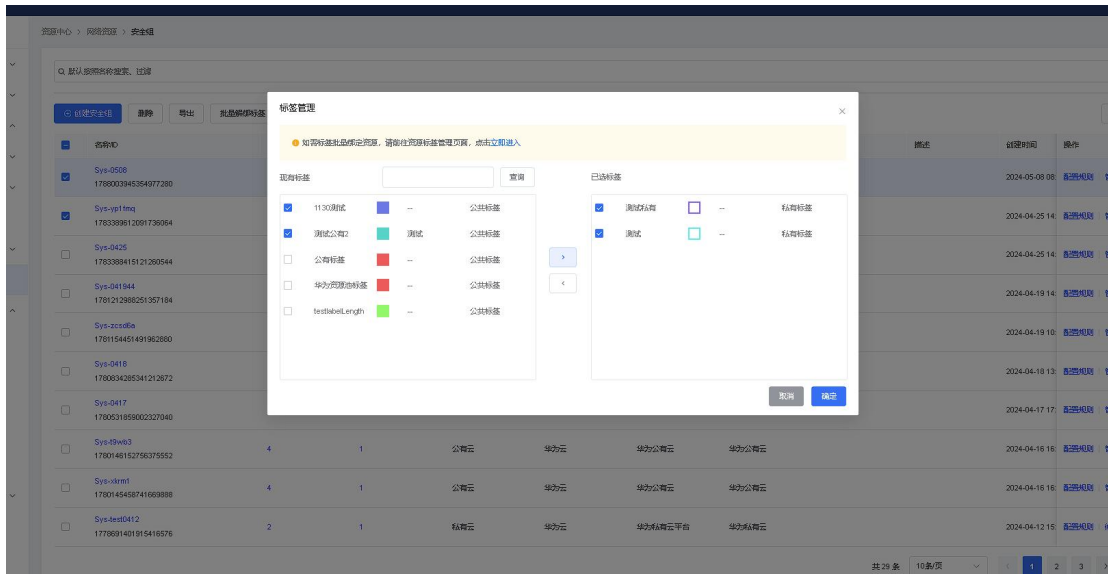 资源中心 > 网络资源 > 安全组
默认按照名称搜索、过滤
创建安全组 删除 导出 批量解绑标签
名称/ID 描述 创建时间 操作
Sys-0508
1788003945354977280 2024-05-08 08: 配置规则
Sys-yp1fmq
1783389612091736064 2024-04-25 14: 配置规则
Sys-0425
1783388415121260544 2024-04-25 14: 配置规则
Sys-041944
1781212988251357184 2024-04-19 14: 配置规则
Sys-zcsd6a
1781154451491962880 2024-04-19 10: 配置规则
Sys-0418
1780834285341212672 2024-04-18 13: 配置规则
Sys-0417
1780531859002327040 2024-04-17 17: 配置规则
Sys-t9wb3
1780146152756375552 4 1 公有云 华为云 华为公有云 华为公有云 2024-04-16 16: 配置规则
Sys-xkrm1
1780145458741669888 4 1 公有云 华为云 华为公有云 华为公有云 2024-04-16 16: 配置规则
Sys-test0412
1778691401915416576 2 1 私有云 华为云 华为私有云平台 华为私有云 2024-04-12 15: 配置规则
共 29 条 10条/页 < 1 2 3
标签管理 ×
如需标签批量绑定资源，请前往资源标签管理页面，点击立即进入
现有标签 查询 已选标签
1130测试 -- 公共标签
测试公有2 测试 公共标签
公有标签 -- 公共标签
华为资源池标签 -- 公共标签
testlabelLength -- 公共标签
>
<
测试私有 -- 私有标签
测试 -- 私有标签
取消 确定